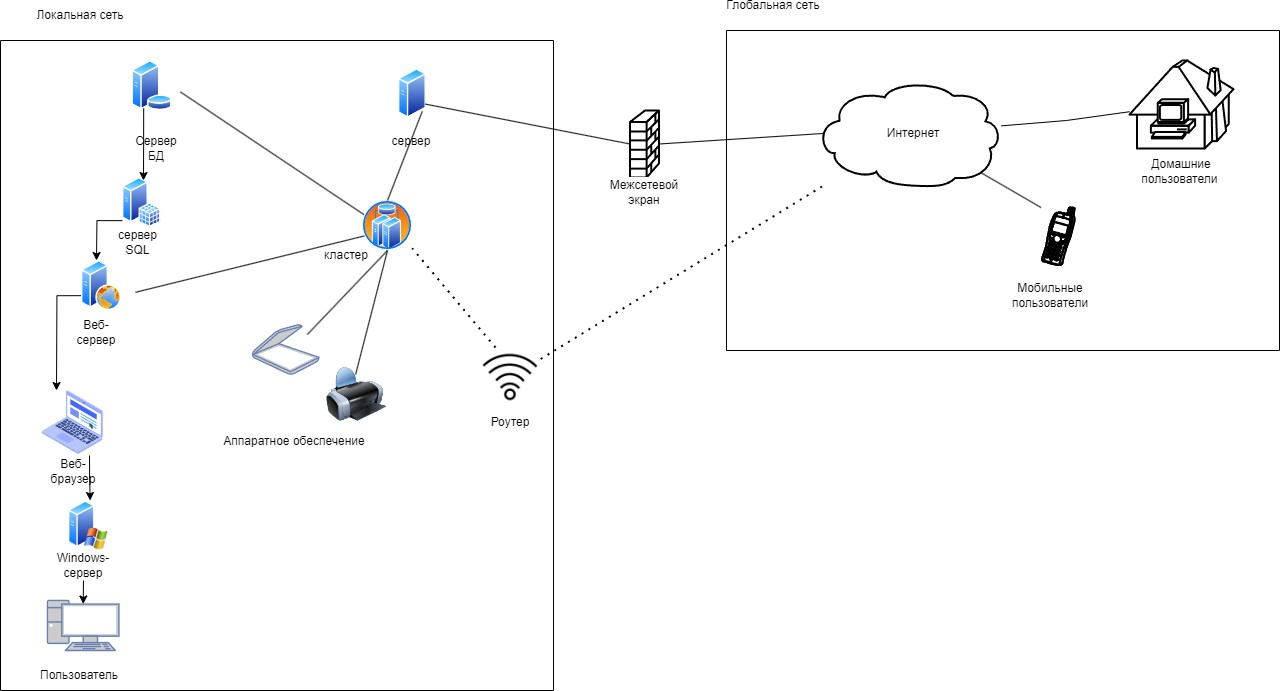 Локальная сеть
Глобальная сеть
Сервер
БД
сервер
Интернет
Домашние
пользователи
Межсетевой
экран
сервер
SQL
кластер
Мобильные
пользователи
Веб-
сервер
Роутер
Аппаратное обеспечение
Веб-
браузер
Windows-
сервер
Пользователь